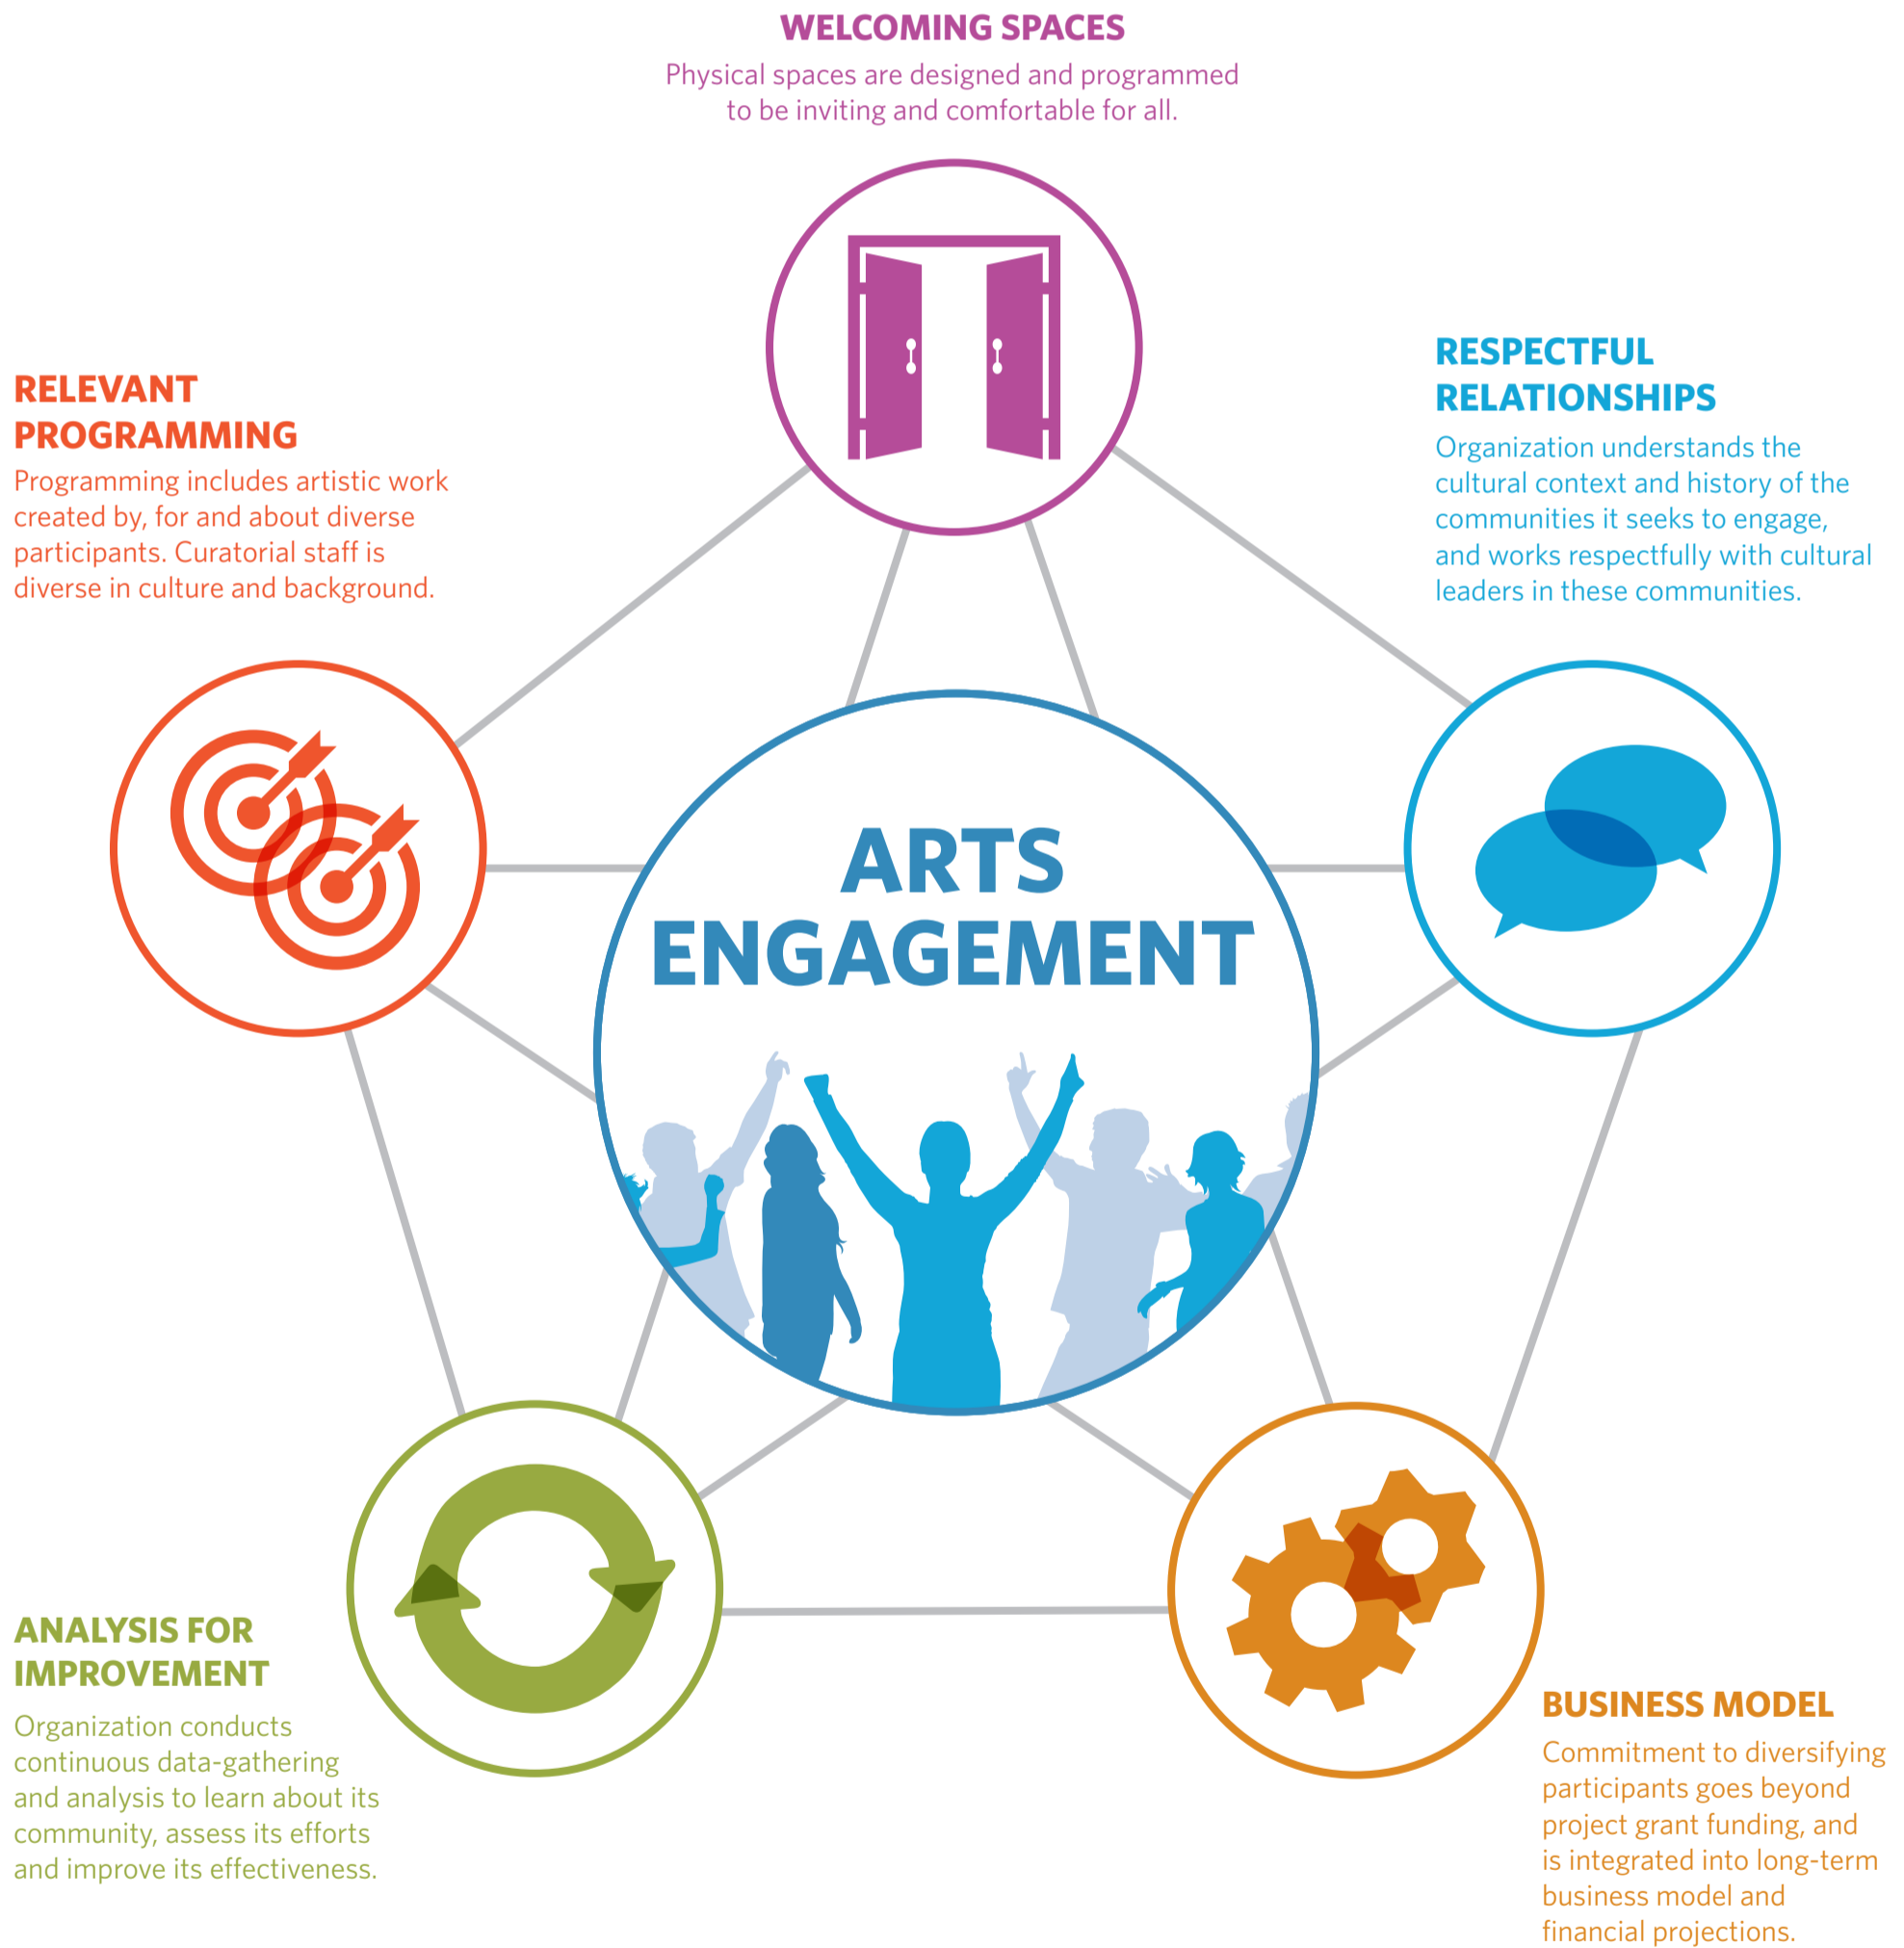 WELCOMING SPACES
Physical spaces are designed and programmed
to be inviting and comfortable for all.
RELEVANT
PROGRAMMING
Programming includes artistic work
created by, for and about diverse
participants. Curatorial staff is
diverse in culture and background.
RESPECTFUL
RELATIONSHIPS
Organization understands the
cultural context and history of the
communities it seeks to engage,
and works respectfully with cultural
leaders in these communities.
ARTS
ENGAGEMENT
ANALYSIS FOR
IMPROVEMENT
Organization conducts
continuous data-gathering
and analysis to learn about its
community, assess its efforts
and improve its effectiveness.
BUSINESS MODEL
Commitment to diversifying
participants goes beyond
project grant funding, and
is integrated into long-term
business model and
financial projections.